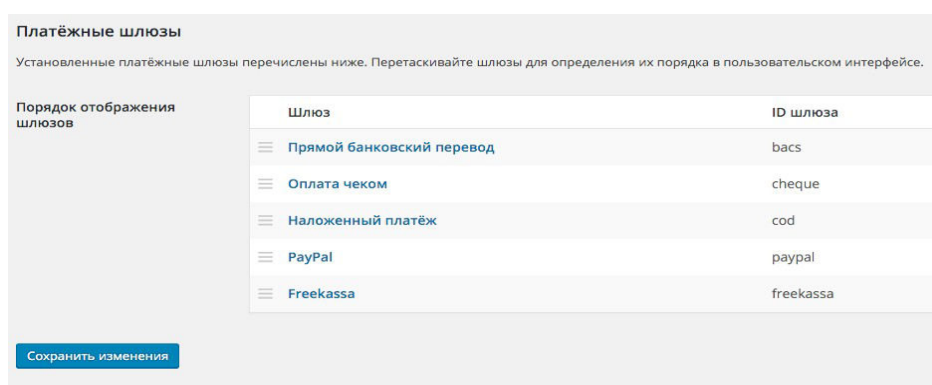 Платёжные шлюзы
Установленные платёжные шлюзы перечислены ниже. Перетаскивайте шлюзы для определения их порядка в пользовательском интерфейсе.
Порядок отображения
шлюзов
Шлюз ID шлюза
Прямой банковский перевод bacs
Оплата чеком cheque
Наложенный платёж cod
PayPal paypal
Freekassa freekassa
Сохранить изменения